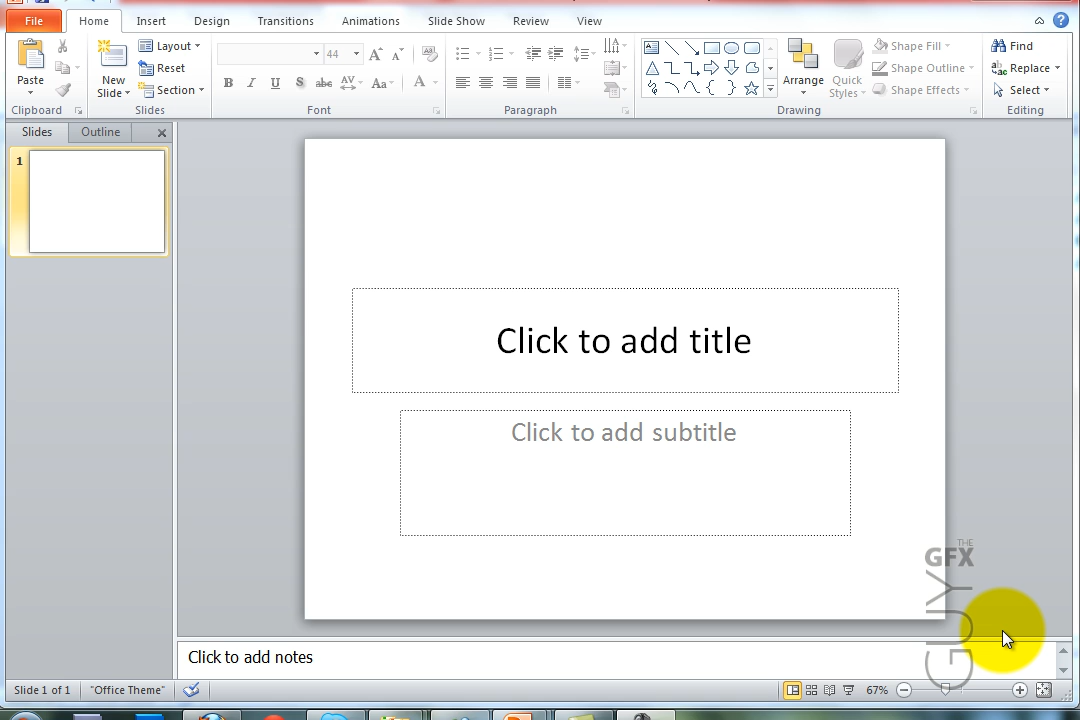 File Home Insert Design Transitions Animations Slide Show Review View
Paste
New
Slide
Layout
Reset
Section
44
B I U S abc AV Aa A
Arrange
Quick
Styles
Shape Fill
Shape Outline
Shape Effects
Find
Replace
Select
Clipboard Slides Font Paragraph Drawing Editing
Slides Outline
1
Click to add title
Click to add subtitle
THE
GFX
GUY
Click to add notes
Slide 1 of 1 "Office Theme" 67%